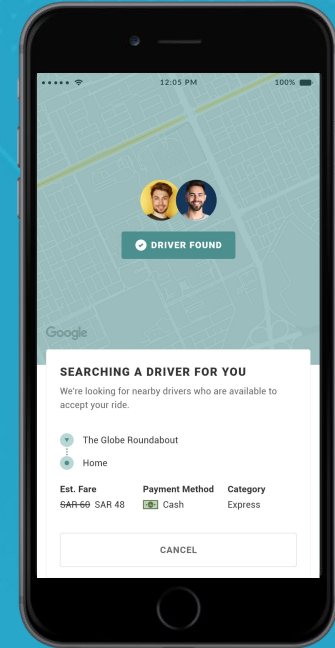 12:05 PM 100%
DRIVER FOUND
Google
SEARCHING A DRIVER FOR YOU
We're looking for nearby drivers who are available to
accept your ride.
The Globe Roundabout
Home
Est. Fare Payment Method Category
SAR 60 SAR 48 Cash Express
CANCEL